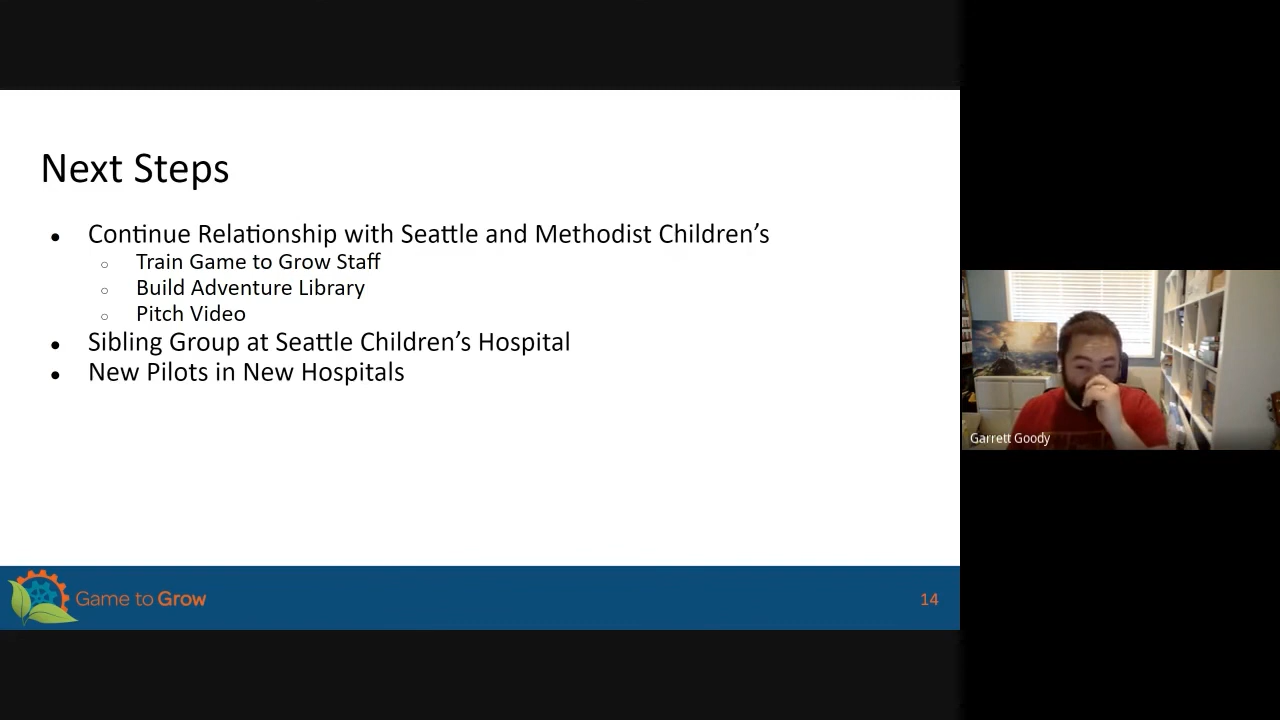 Next Steps
● Continue Relationship with Seattle and Methodist Children’s
○ Train Game to Grow Staff
○ Build Adventure Library
○ Pitch Video
● Sibling Group at Seattle Children’s Hospital
● New Pilots in New Hospitals
Garrett Goody
Game to Grow
14